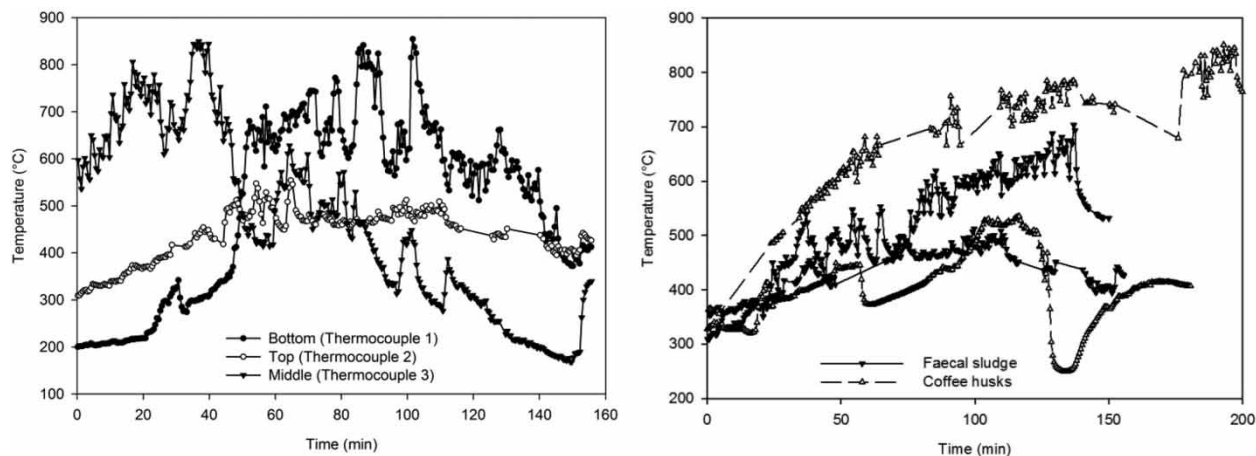 900
800
700
600
500
400
300
200
100
Temperature (°C)
0 20 40 60 80 100 120 140 160
Time (min)
Bottom (Thermocouple 1)
Top (Thermocouple 2)
Middle (Thermocouple 3)
900
800
700
600
500
400
300
200
Temperature (°C)
0 50 100 150 200
Time (min)
Faecal sludge
Coffee husks